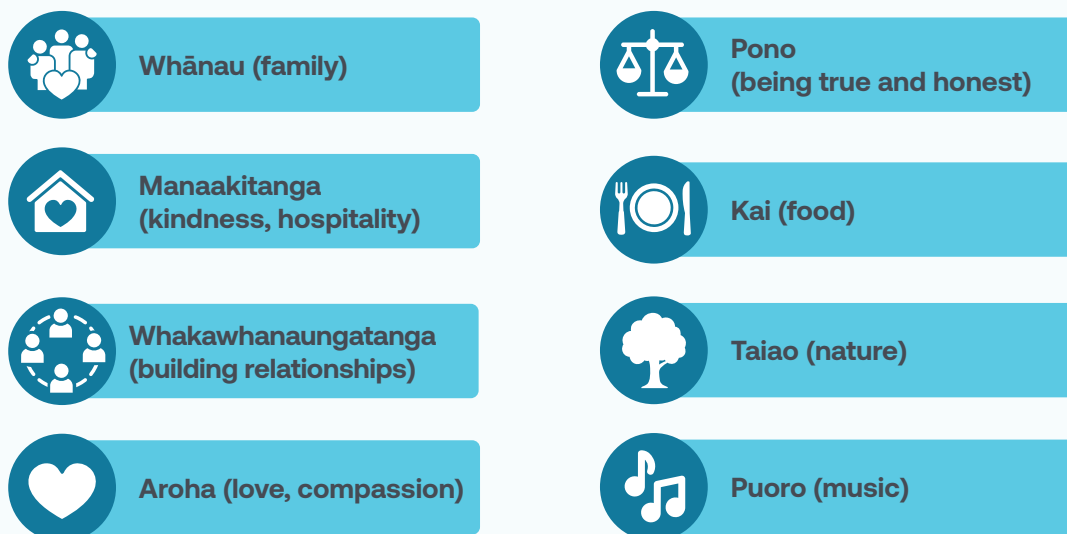 Whānau (family)
Manaakitanga
(kindness, hospitality)
Whakawhanaungatanga
(building relationships)
Aroha (love, compassion)
Pono
(being true and honest)
Kai (food)
Taiao (nature)
Puoro (music)